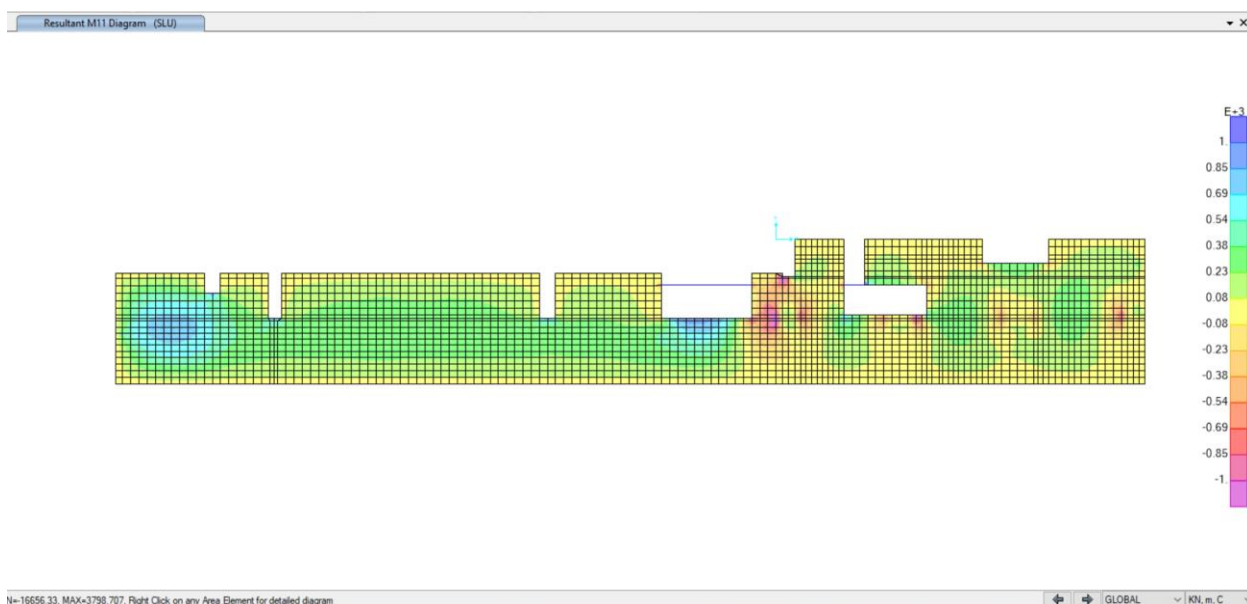 Resultant M11 Diagram (SLU)
E+3
1.
0.85
0.69
0.54
0.38
0.23
0.08
-0.08
-0.23
-0.38
-0.54
-0.69
-0.85
-1.
N=-16656.33, MAX=3798.707, Right Click on any Area Element for detailed diagram
GLOBAL
KN, m, C